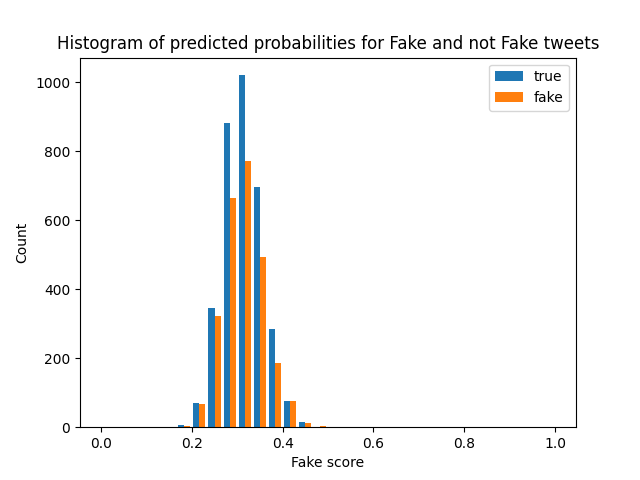 Histogram of predicted probabilities for Fake and not Fake tweets
true
fake
1000
800
600
400
200
0
Count
0.0 0.2 0.4 0.6 0.8 1.0
Fake score